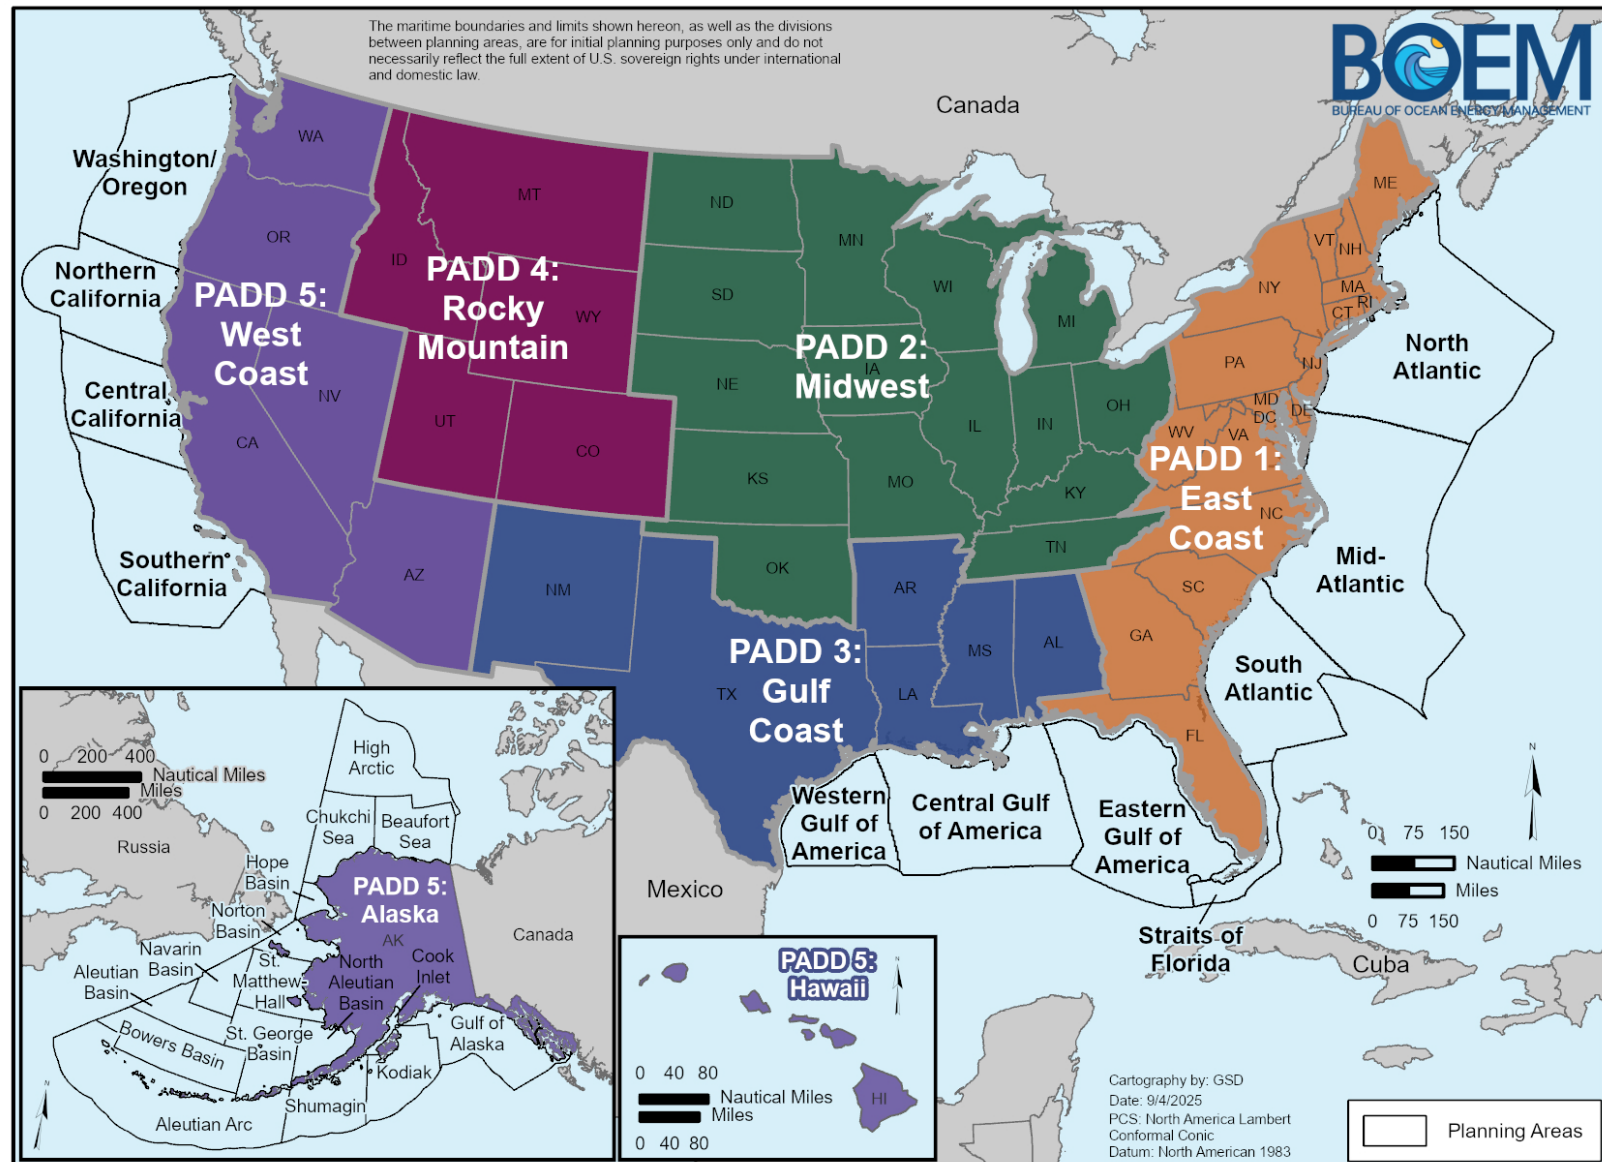 The maritime boundaries and limits shown hereon, as well as the divisions
between planning areas, are for initial planning purposes only and do not
necessarily reflect the full extent of U.S. sovereign rights under international
and domestic law.
BOEM
BUREAU OF OCEAN ENERGY MANAGEMENT
Canada
Washington/
Oregon
Northern
California
Central
California
Southern
California
PADD 5:
West
Coast
WA
OR
NV
CA
AZ
PADD 4:
Rocky
Mountain
MT
ID
WY
UT
CO
PADD 2:
Midwest
ND
SD
NE
KS
OK
MN
IA
MO
WI
IL
MI
IN
OH
KY
TN
PADD 1:
East
Coast
ME
VT
NH
MA
RI
CT
NY
PA
NJ
MD
DC
DE
WV
VA
NC
SC
GA
FL
PADD 3:
Gulf
Coast
NM
TX
AR
LA
MS
AL
North
Atlantic
Mid-
Atlantic
South
Atlantic
Straits of
Florida
Western
Gulf of
America
Central Gulf
of America
Eastern
Gulf of
America
Mexico
Cuba
N
0 75 150
Nautical Miles
Miles
0 75 150
0 200 400
Nautical Miles
Miles
0 200 400
Russia
High
Arctic
Chukchi
Sea
Beaufort
Sea
Hope
Basin
Norton
Basin
Navarin
Basin
Aleutian
Basin
St.
Matthew-
Hall
PADD 5:
Alaska
AK
North
Aleutian
Basin
Cook
Inlet
Canada
Bowers Basin
St. George
Basin
Gulf of
Alaska
Kodiak
Shumagin
Aleutian Arc
N
PADD 5:
Hawaii
N
HI
0 40 80
Nautical Miles
Miles
0 40 80
Cartography by: GSD
Date: 9/4/2025
PCS: North America Lambert
Conformal Conic
Datum: North American 1983
Planning Areas